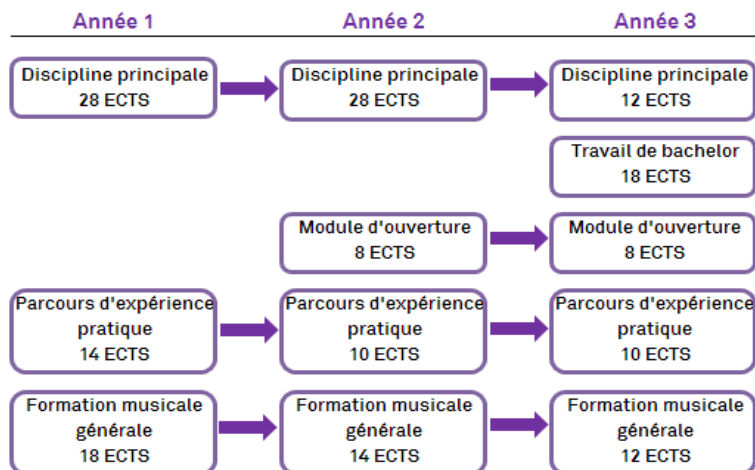 Année 1 Année 2 Année 3
Discipline principale
28 ECTS
Discipline principale
28 ECTS
Discipline principale
12 ECTS
Travail de bachelor
18 ECTS
Module d'ouverture
8 ECTS
Module d'ouverture
8 ECTS
Parcours d'expérience
pratique
14 ECTS
Parcours d'expérience
pratique
10 ECTS
Parcours d'expérience
pratique
10 ECTS
Formation musicale
générale
18 ECTS
Formation musicale
générale
14 ECTS
Formation musicale
générale
12 ECTS